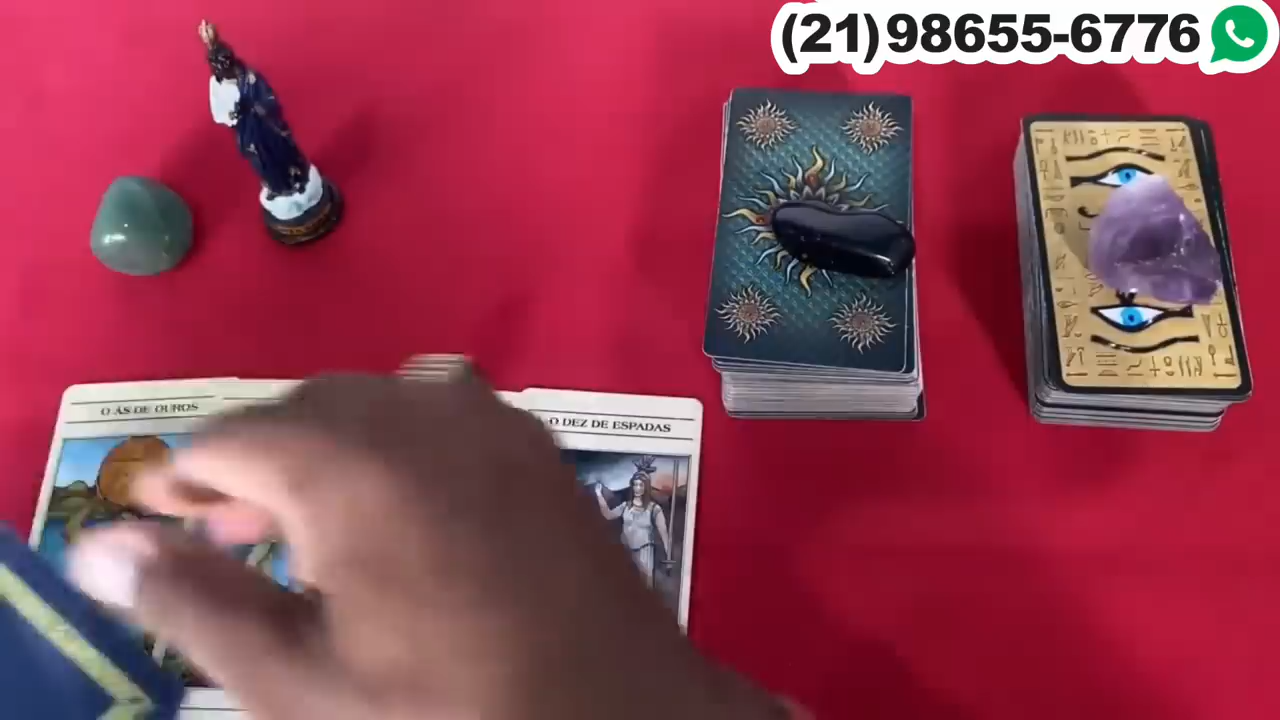 (21) 98655-6776
O ÁS DE OUROS
O DEZ DE ESPADAS